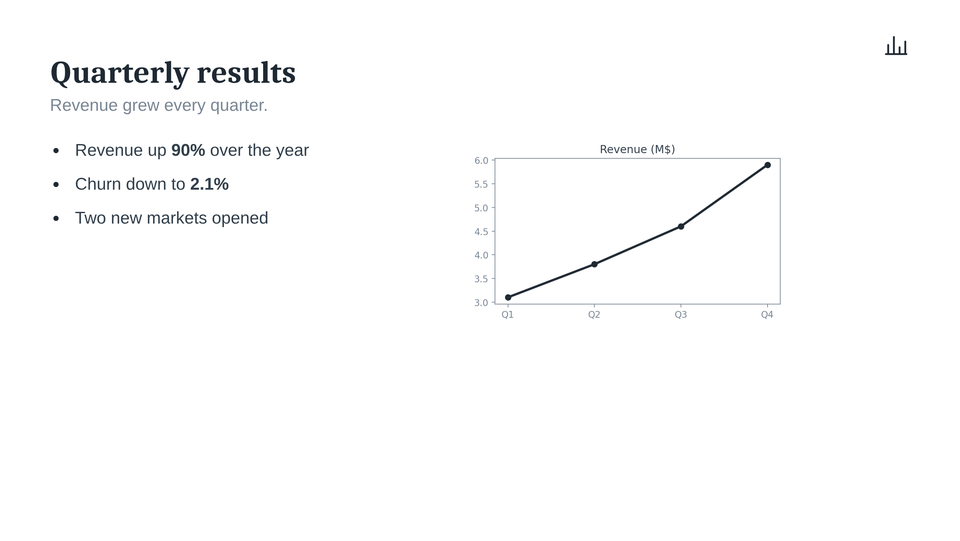 Quarterly results
Revenue grew every quarter.
• Revenue up 90% over the year
• Churn down to 2.1%
• Two new markets opened
Revenue (M$)
6.0
5.5
5.0
4.5
4.0
3.5
3.0
Q1 Q2 Q3 Q4